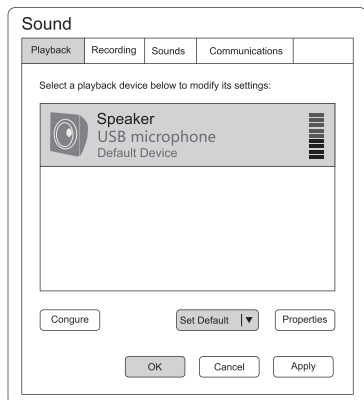 Sound
Playback Recording Sounds Communications
Select a playback device below to modify its settings:
Speaker
USB microphone
Default Device
Congure Set Default Properties
OK Cancel Apply